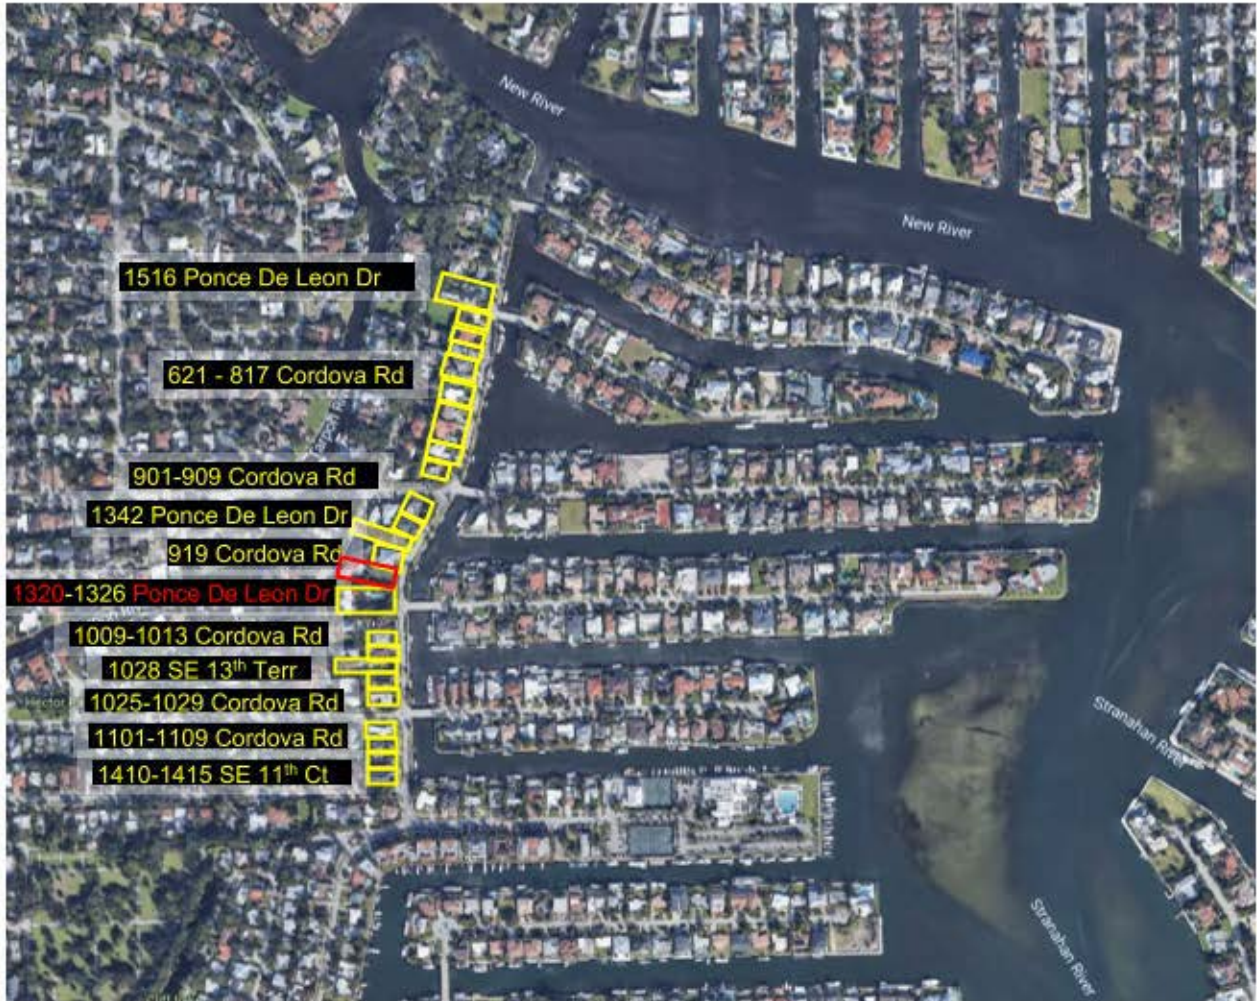 New River
New River
1516 Ponce De Leon Dr
621 - 817 Cordova Rd
901-909 Cordova Rd
1342 Ponce De Leon Dr
919 Cordova Rd
1320-1326 Ponce De Leon Dr
1009-1013 Cordova Rd
1028 SE 13th Terr
1025-1029 Cordova Rd
Stranahan River
1101-1109 Cordova Rd
1410-1415 SE 11th Ct
Stranahan River